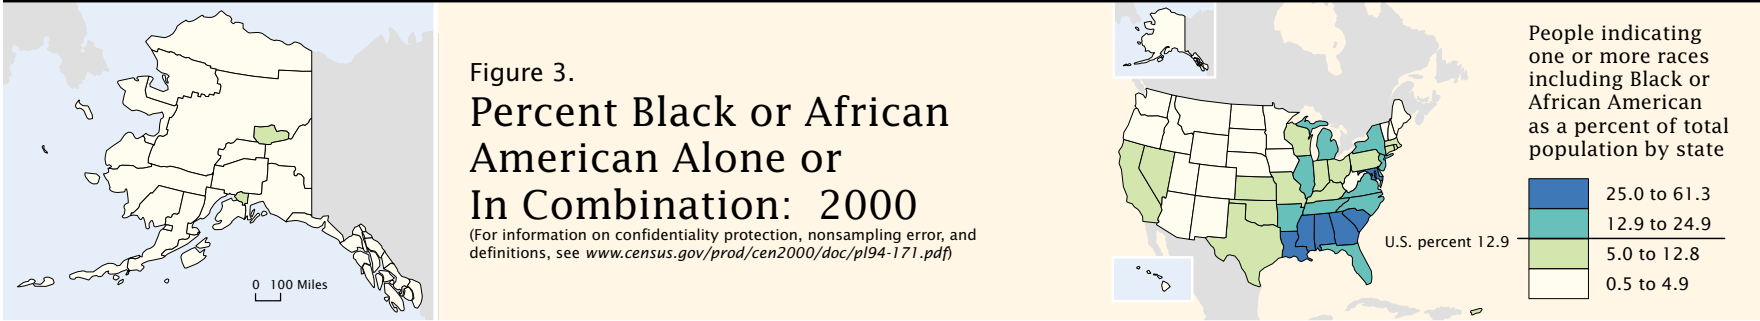 Figure 3.
Percent Black or African
American Alone or
In Combination:  2000
(For information on confidentiality protection, nonsampling error, and
definitions, see www.census.gov/prod/cen2000/doc/pl94-171.pdf)
0  100 Miles
People indicating
one or more races
including Black or
African American
as a percent of total
population by state
25.0 to 61.3
12.9 to 24.9
U.S. percent 12.9
5.0 to 12.8
0.5 to 4.9